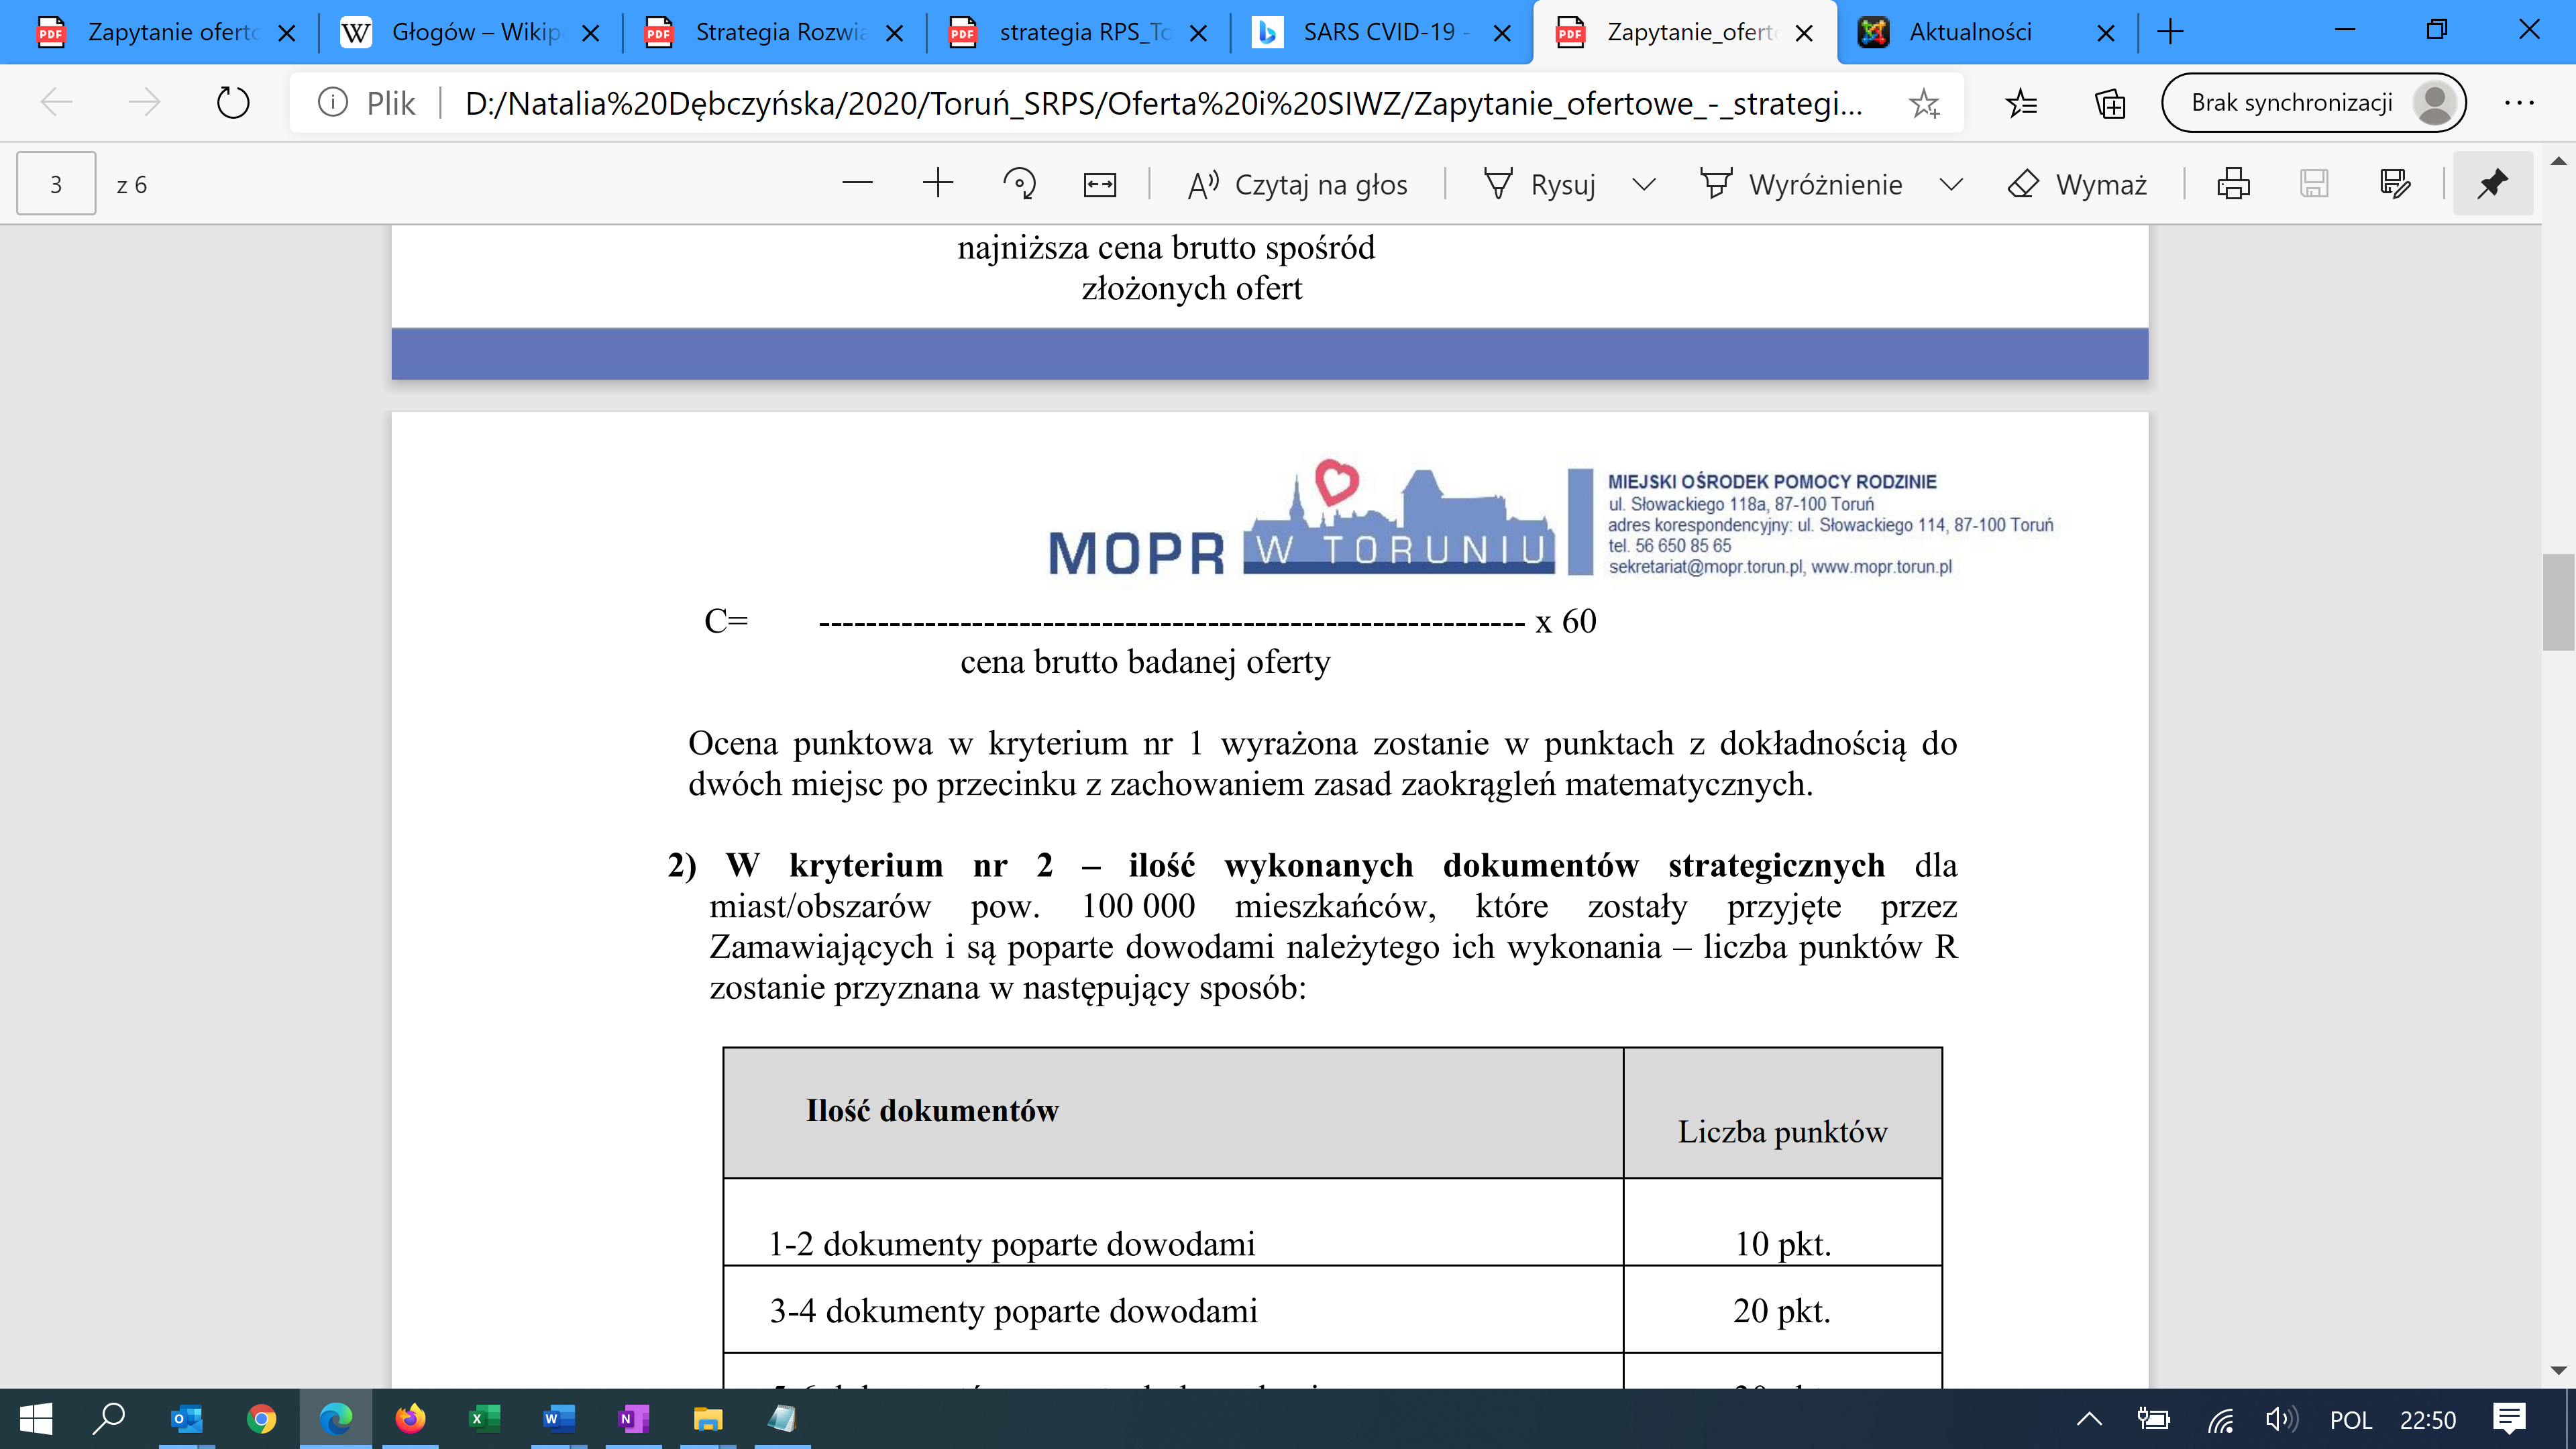 Zapytanie oferto
Głogów – Wikip
Strategia Rozwia
strategia RPS_To
SARS CVID-19 -
Zapytanie_ofert
Aktualności
Plik
D:/Natalia%20Dębczyńska/2020/Toruń_SRPS/Oferta%20i%20SIWZ/Zapytanie_ofertowe_-_strategi...
Brak synchronizacji
3 z 6
Czytaj na głos
Rysuj
Wyróżnienie
Wymaż
najniższa cena brutto spośród
złożonych ofert
MOPR W TORUNIU
MIEJSKI OŚRODEK POMOCY RODZINIE
ul. Słowackiego 118a, 87-100 Toruń
adres korespondencyjny: ul. Słowackiego 114, 87-100 Toruń
tel. 56 650 85 65
sekretariat@mopr.torun.pl, www.mopr.torun.pl
C= ------------------------------------------------------------ x 60
cena brutto badanej oferty
Ocena punktowa w kryterium nr 1 wyrażona zostanie w punktach z dokładnością do
dwóch miejsc po przecinku z zachowaniem zasad zaokrągleń matematycznych.
2) W kryterium nr 2 – ilość wykonanych dokumentów strategicznych dla
miast/obszarów pow. 100 000 mieszkańców, które zostały przyjęte przez
Zamawiających i są poparte dowodami należytego ich wykonania – liczba punktów R
zostanie przyznana w następujący sposób:
Ilość dokumentów
Liczba punktów
1-2 dokumenty poparte dowodami
10 pkt.
3-4 dokumenty poparte dowodami
20 pkt.
POL
22:50